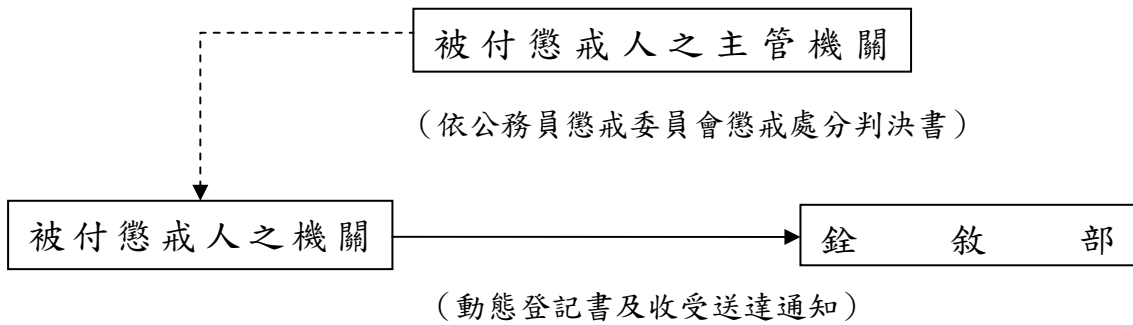 被付懲戒人之主管機關
（依公務員懲戒委員會懲戒處分判決書）
被付懲戒人之機關
銓敘部
（動態登記書及收受送達通知）